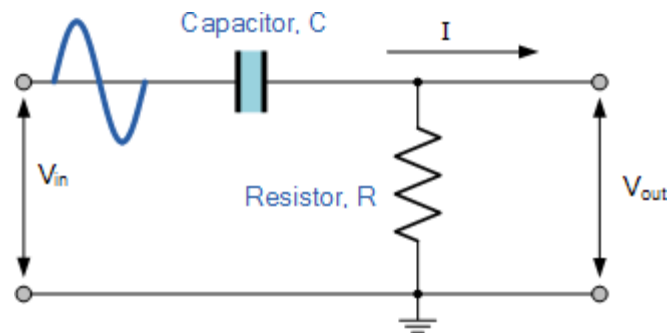 Capacitor, C
I
Vin
Resistor, R
Vout